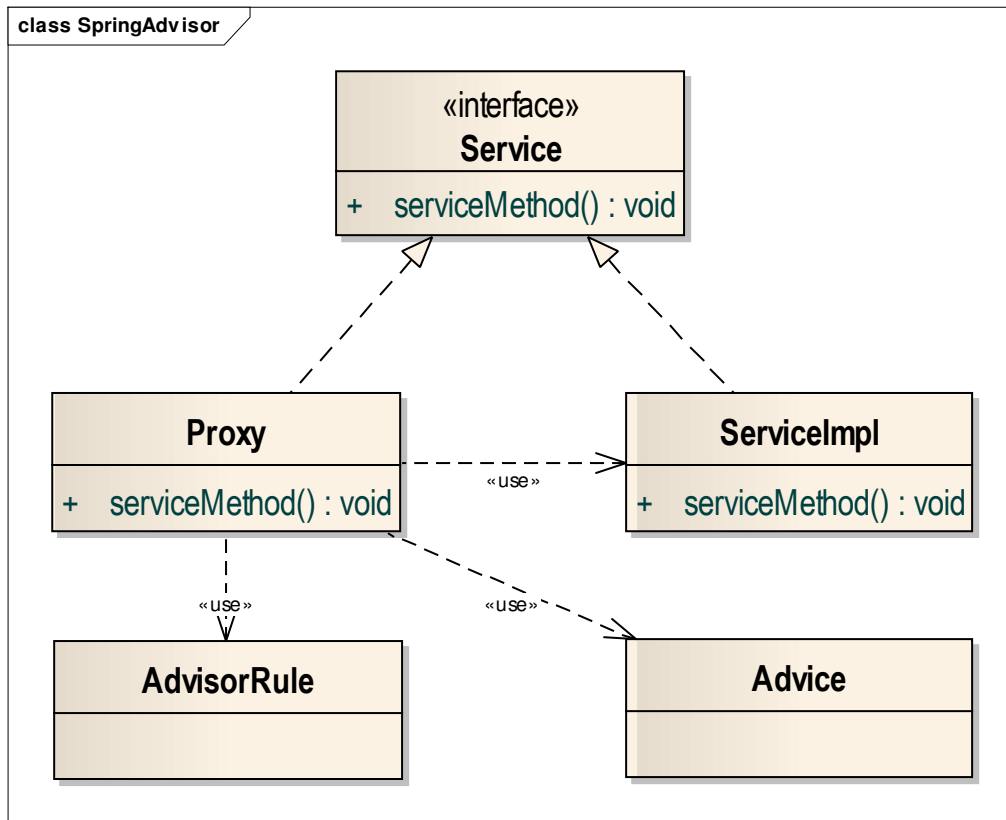 class SpringAdvisor
«interface»
Service
+ serviceMethod() : void
Proxy
+ serviceMethod() : void
«use»
ServiceImpl
+ serviceMethod() : void
«use»
«use»
AdvisorRule
Advice